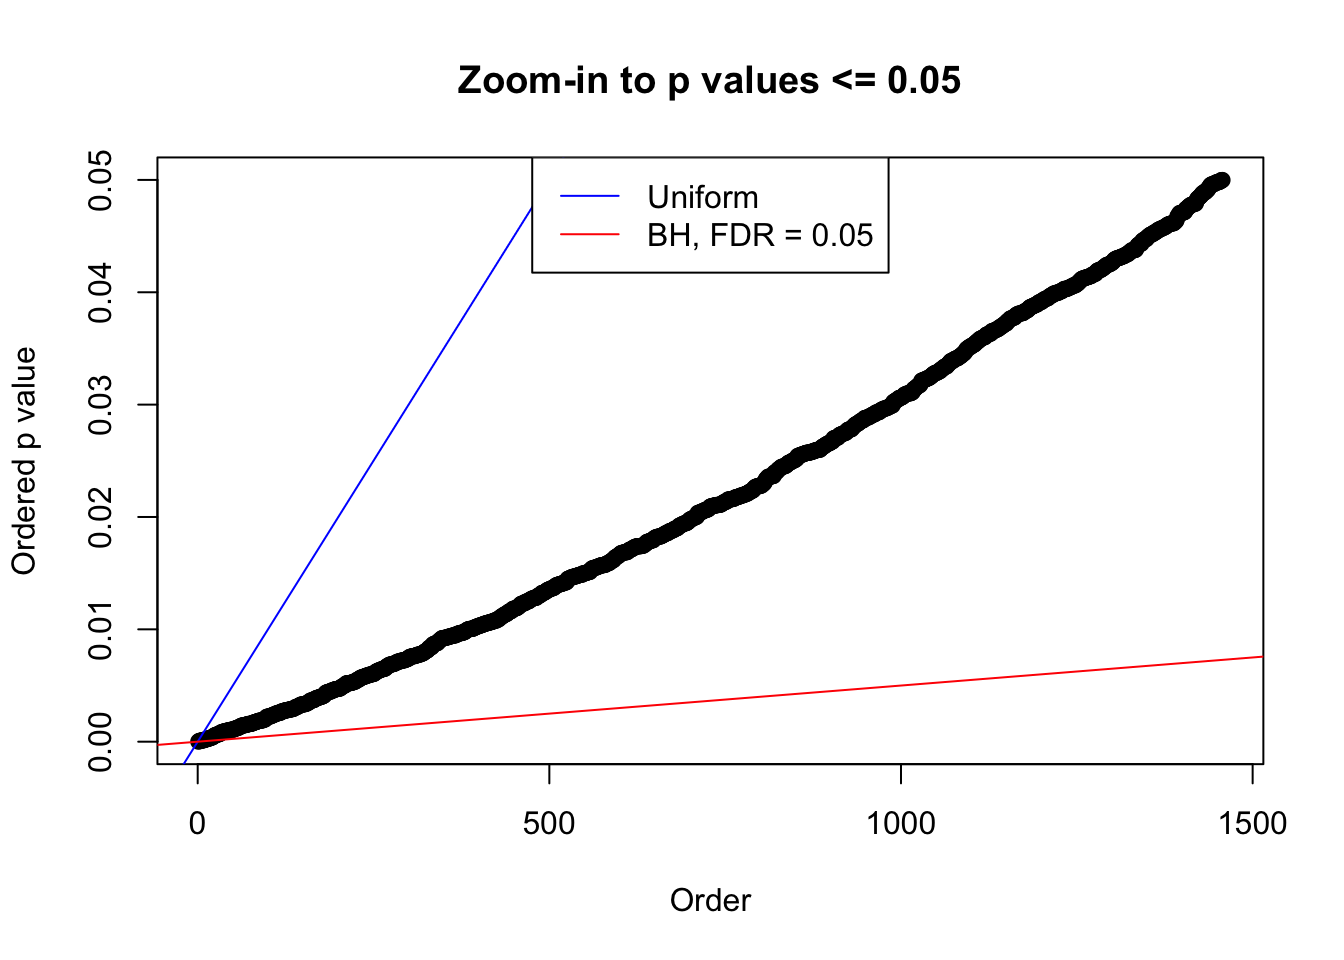 Zoom-in to p values <= 0.05
Uniform
BH, FDR = 0.05
Ordered p value
0.05
0.04
0.03
0.02
0.01
0.00
0
500
1000
1500
Order